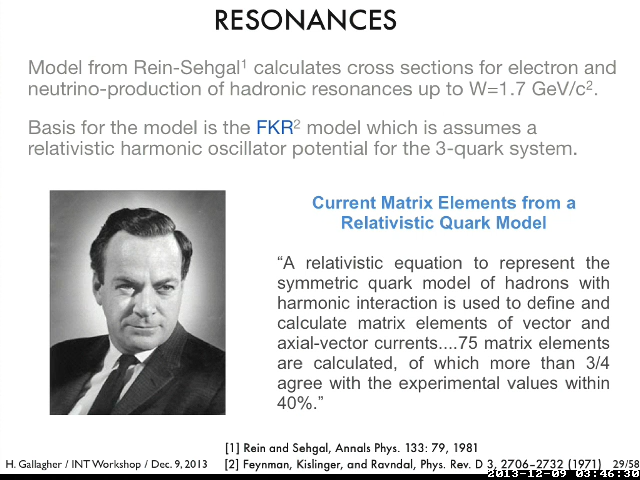 RESONANCES
Model from Rein-Sehgal1 calculates cross sections for electron and
neutrino-production of hadronic resonances up to W=1.7 GeV/c2.
Basis for the model is the FKR2 model which is assumes a
relativistic harmonic oscillator potential for the 3-quark system.
Current Matrix Elements from a
Relativistic Quark Model
“A relativistic equation to represent the
symmetric quark model of hadrons with
harmonic interaction is used to define and
calculate matrix elements of vector and
axial-vector currents....75 matrix elements
are calculated, of which more than 3/4
agree with the experimental values within
40%.”
[1] Rein and Sehgal, Annals Phys. 133: 79, 1981
H. Gallagher / INT Workshop / Dec. 9, 2013 [2] Feynman, Kislinger, and Ravndal, Phys. Rev. D 3, 2706–2732 (1971) 29/58
2013-12-09 03:46:30